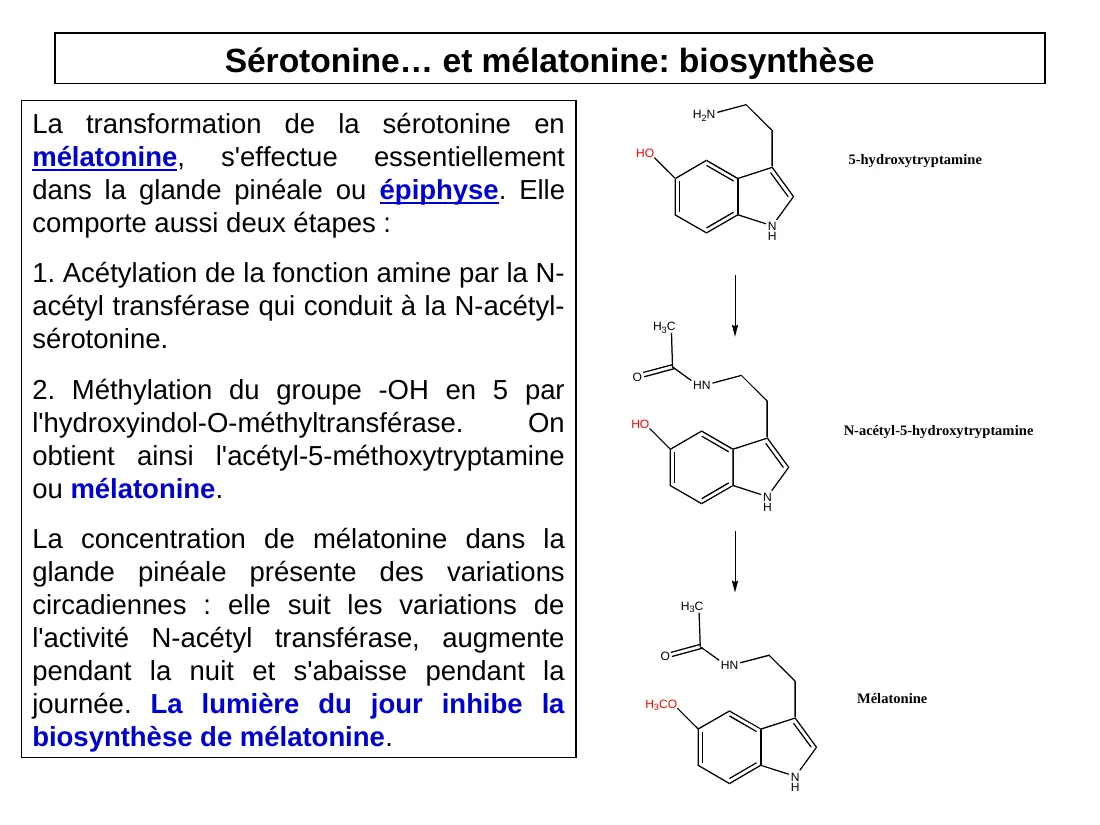 Sérotonine… et mélatonine: biosynthèse
La transformation de la sérotonine en
mélatonine, s'effectue essentiellement
dans la glande pinéale ou épiphyse. Elle
comporte aussi deux étapes :
1. Acétylation de la fonction amine par la N-
acétyl transférase qui conduit à la N-acétyl-
sérotonine.
2. Méthylation du groupe -OH en 5 par
l'hydroxyindol-O-méthyltransférase. On
obtient ainsi l'acétyl-5-méthoxytryptamine
ou mélatonine.
La concentration de mélatonine dans la
glande pinéale présente des variations
circadiennes : elle suit les variations de
l'activité N-acétyl transférase, augmente
pendant la nuit et s'abaisse pendant la
journée. La lumière du jour inhibe la
biosynthèse de mélatonine.
H2N
HO
5-hydroxytryptamine
N
H
H3C
O
HN
HO
N-acétyl-5-hydroxytryptamine
N
H
H3C
O
HN
H3CO
Mélatonine
N
H